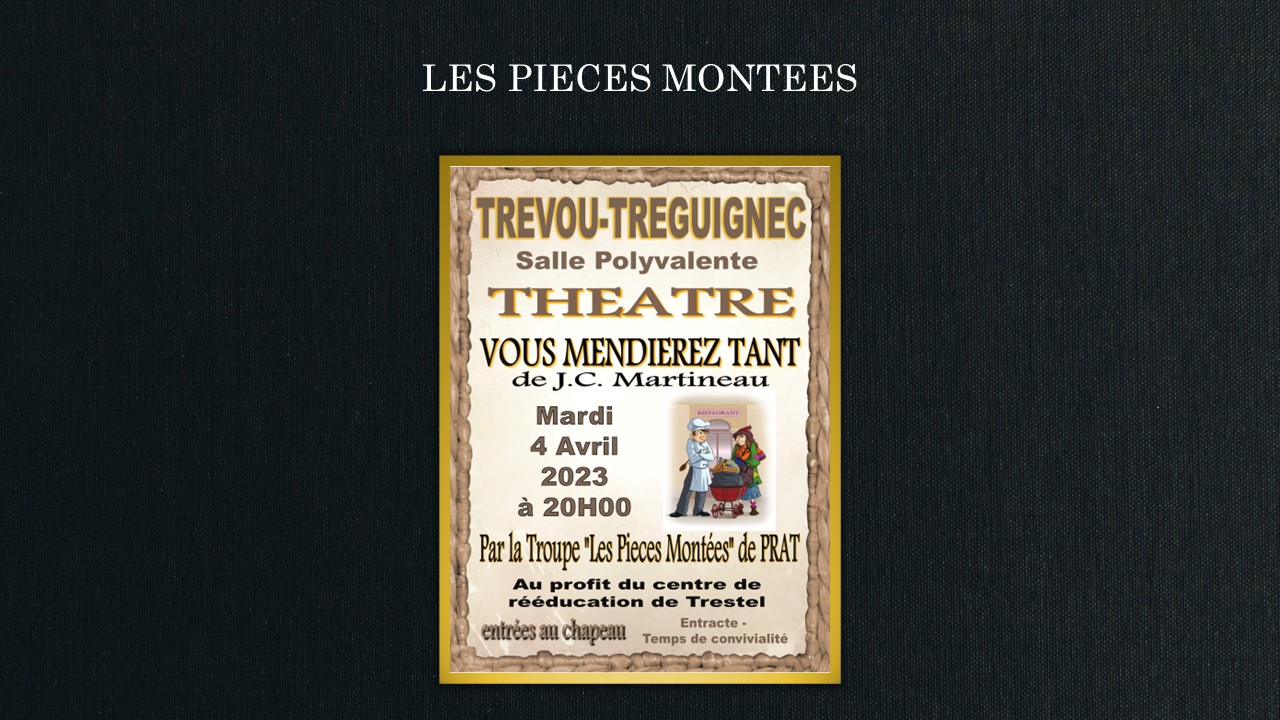 LES PIECES MONTEES
TREVOU-TREGUIGNEC
Salle Polyvalente
THEATRE
VOUS MENDIEREZ TANT
de J.C. Martineau
Mardi
4 Avril
2023
à 20H00
RESTAURANT
Par la Troupe "Les Pieces Montées" de PRAT
Au profit du centre de
rééducation de Trestel
entrées au chapeau
Entracte -
Temps de convivialité